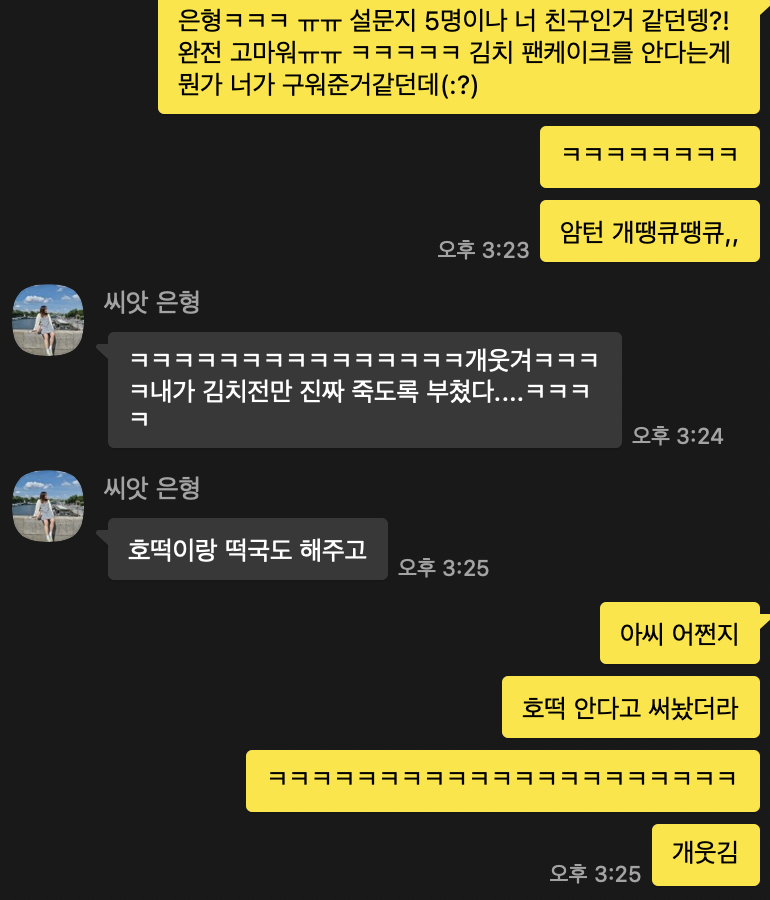 은형ㅋㅋㅋ ㅠㅠ 설문지 5명이나 너 친구인거 같던뎅?!
완전 고마워ㅠㅠ ㅋㅋㅋㅋㅋ 김치 팬케이크를 안다는게
뭔가 너가 구워준거같던데(:?)
ㅋㅋㅋㅋㅋㅋㅋㅋ
암턴 개땡큐땡큐,,
오후 3:23
씨앗 은형
ㅋㅋㅋㅋㅋㅋㅋㅋㅋㅋㅋㅋㅋㅋㅋ개웃겨ㅋㅋㅋ
ㅋ내가 김치전만 진짜 죽도록 부쳤다....ㅋㅋㅋ
ㅋ
오후 3:24
씨앗 은형
호떡이랑 떡국도 해주고
오후 3:25
아씨 어쩐지
호떡 안다고 써놨더라
ㅋㅋㅋㅋㅋㅋㅋㅋㅋㅋㅋㅋㅋㅋㅋㅋㅋㅋㅋㅋㅋ
개웃김
오후 3:25